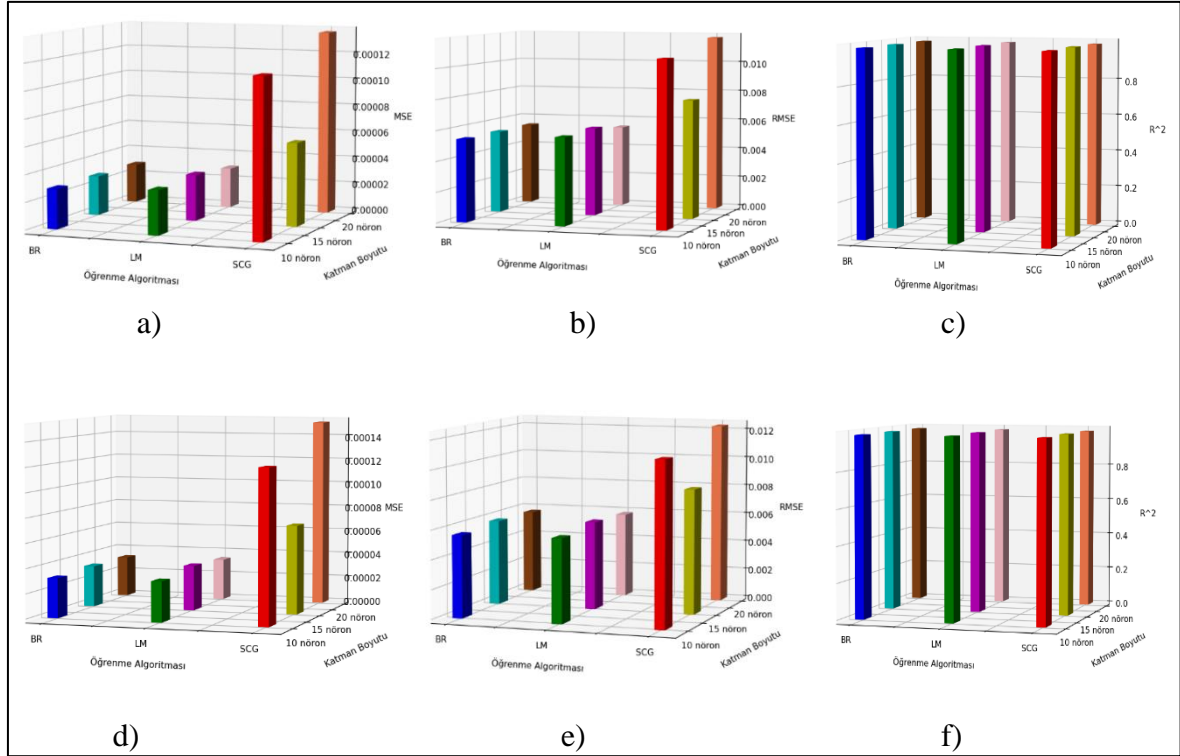 0.00012
0.00010
0.00008
MSE
0.00006
0.00004
0.00002
0.00000
20 nöron
15 nöron
10 nöron
Katman Boyutu
BR
LM
SCG
Öğrenme Algoritması
a)
0.010
0.008
0.006
RMSE
0.004
0.002
0.000
20 nöron
15 nöron
10 nöron
Katman Boyutu
BR
LM
SCG
Öğrenme Algoritması
b)
0.8
0.6
R^2
0.4
0.2
0.0
20 nöron
15 nöron
10 nöron
Katman Boyutu
BR
LM
SCG
Öğrenme Algoritması
c)
0.00014
0.00012
0.00010
0.00008
MSE
0.00006
0.00004
0.00002
0.00000
20 nöron
15 nöron
10 nöron
Katman Boyutu
BR
LM
SCG
Öğrenme Algoritması
d)
0.012
0.010
0.008
0.006
RMSE
0.004
0.002
0.000
20 nöron
15 nöron
10 nöron
Katman Boyutu
BR
LM
SCG
Öğrenme Algoritması
e)
0.8
0.6
R^2
0.4
0.2
0.0
20 nöron
15 nöron
10 nöron
Katman Boyutu
BR
LM
SCG
Öğrenme Algoritması
f)